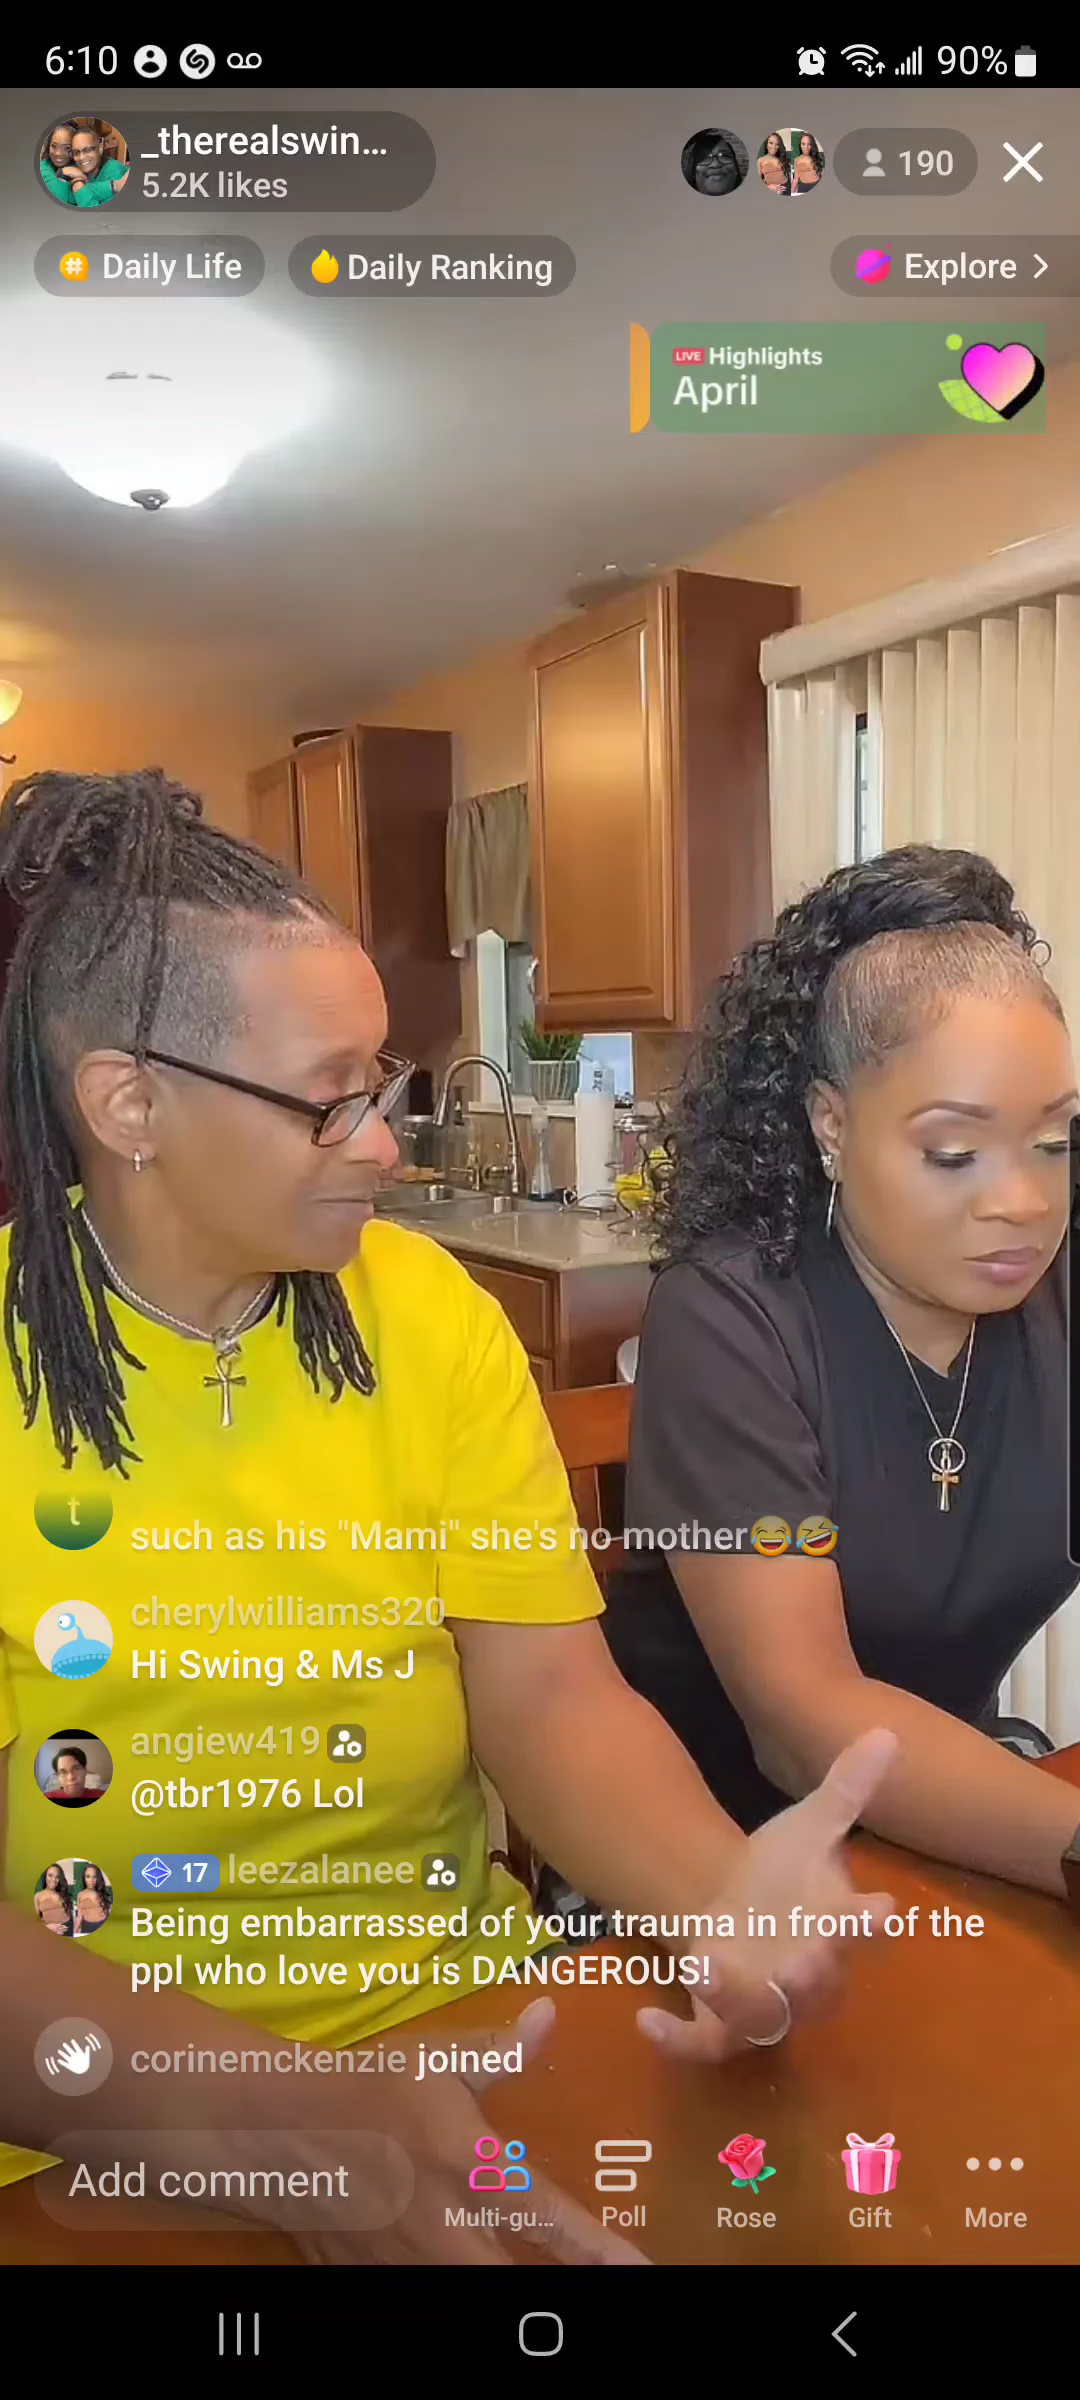 6:10 90%
_therealswin...
5.2K likes
190
Daily Life
Daily Ranking
Explore >
LIVE Highlights
April
t
such as his "Mami" she's no mother😂🤣
cherylwilliams320
Hi Swing & Ms J
angiew419
@tbr1976 Lol
17 leezalanee
Being embarrassed of your trauma in front of the
ppl who love you is DANGEROUS!
corinemckenzie joined
Add comment
Multi-gu...
Poll
Rose
Gift
More